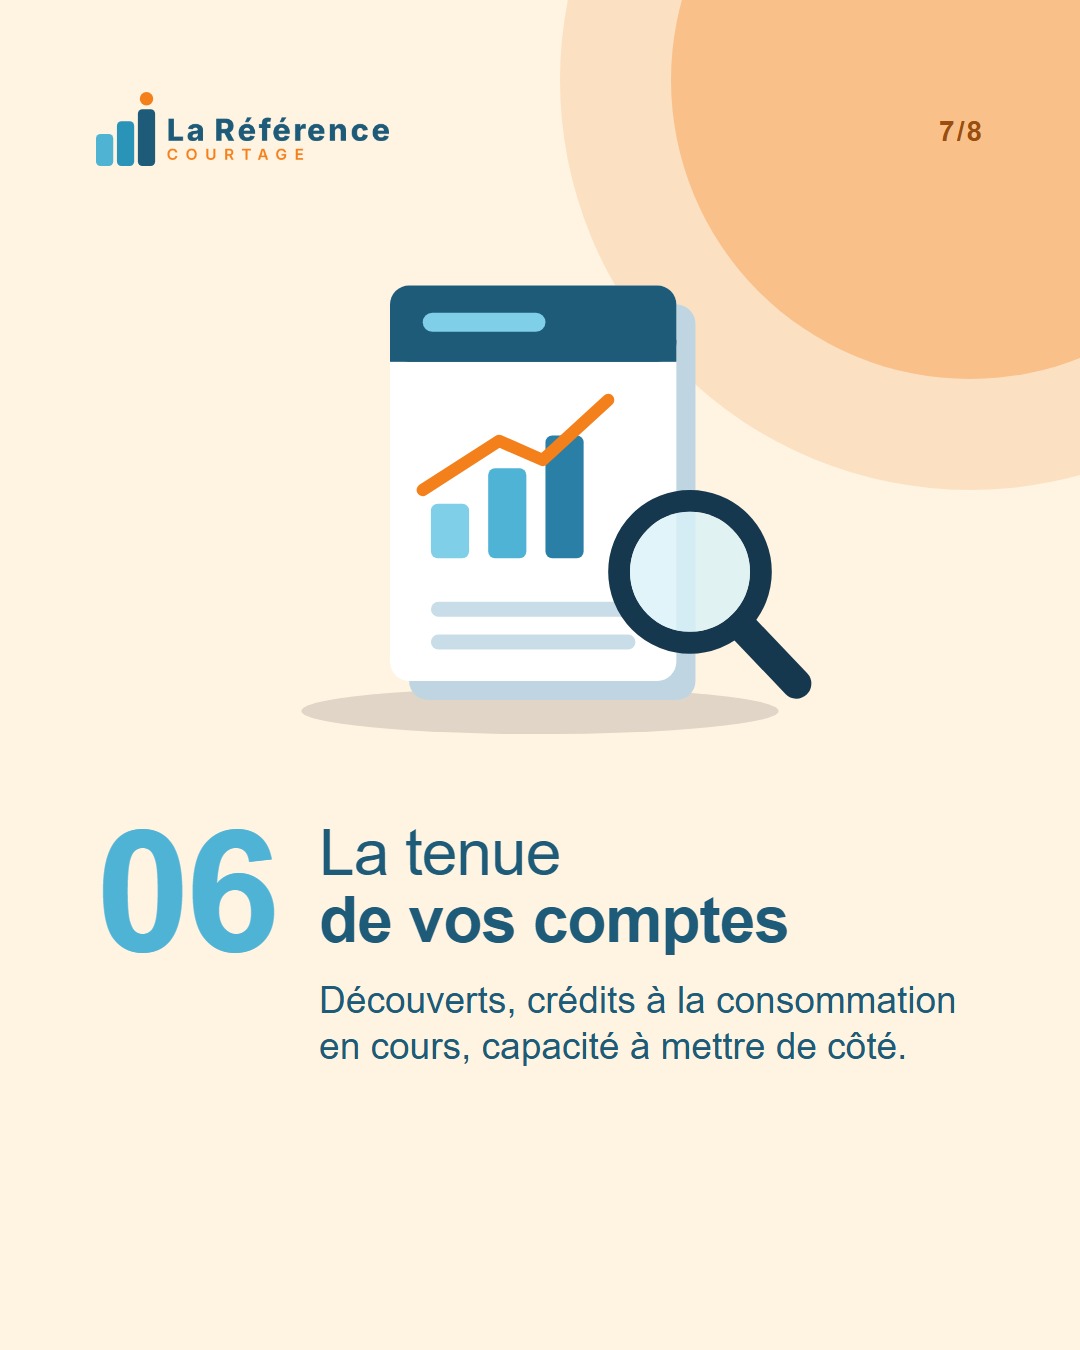 La Référence
COURTAGE
7/8
06
La tenue
de vos comptes
Découverts, crédits à la consommation
en cours, capacité à mettre de côté.